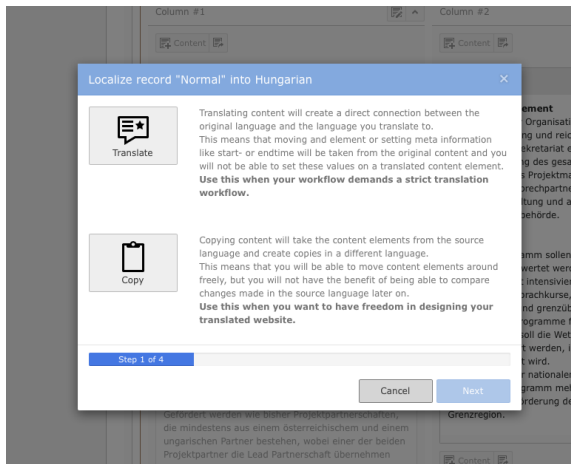 Column #1
Column #2
Content
Content
Localize record "Normal" into Hungarian
Translate
Translating content will create a direct connection between the
original language and the language you translate to.
This means that moving and element or setting meta information
like start- or endtime will be taken from the original content and you
will not be able to set these values on a translated content element.
Use this when your workflow demands a strict translation
workflow.
Copy
Copying content will take the content elements from the source
language and create copies in a different language.
This means that you will be able to move content elements around
freely, but you will not have the benefit of being able to compare
changes made in the source language later on.
Use this when you want to have freedom in designing your
translated website.
Step 1 of 4
Cancel
Next
Gefördert werden wie bisher Projektpartnerschaften,
die mindestens aus einem österreichischem und einem
ungarischen Partner bestehen, wobei einer der beiden
Projektpartner die Lead Partnerschaft übernehmen
Grenzregion.
Content